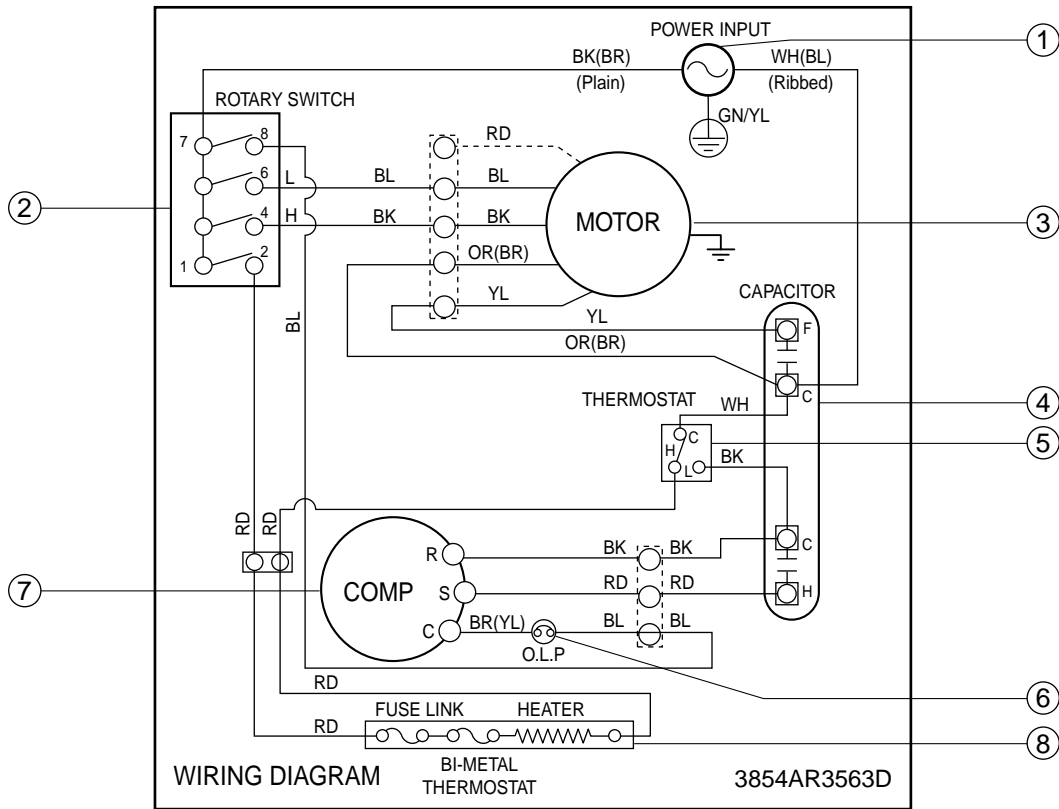 POWER INPUT
1
BK(BR)
WH(BL)
(Plain)
(Ribbed)
ROTARY SWITCH
GN/YL
7
8
RD
6
L
BL
BL
2
4
H
BK
BK
MOTOR
3
1
2
OR(BR)
YL
CAPACITOR
BL
YL
F
OR(BR)
C
THERMOSTAT
WH
4
C
H
L
BK
5
RD
RD
R
BK
BK
C
7
COMP
S
RD
RD
H
C
BR(YL)
BL
BL
O.L.P
RD
6
FUSE LINK
HEATER
RD
8
BI-METAL
THERMOSTAT
WIRING DIAGRAM
3854AR3563D